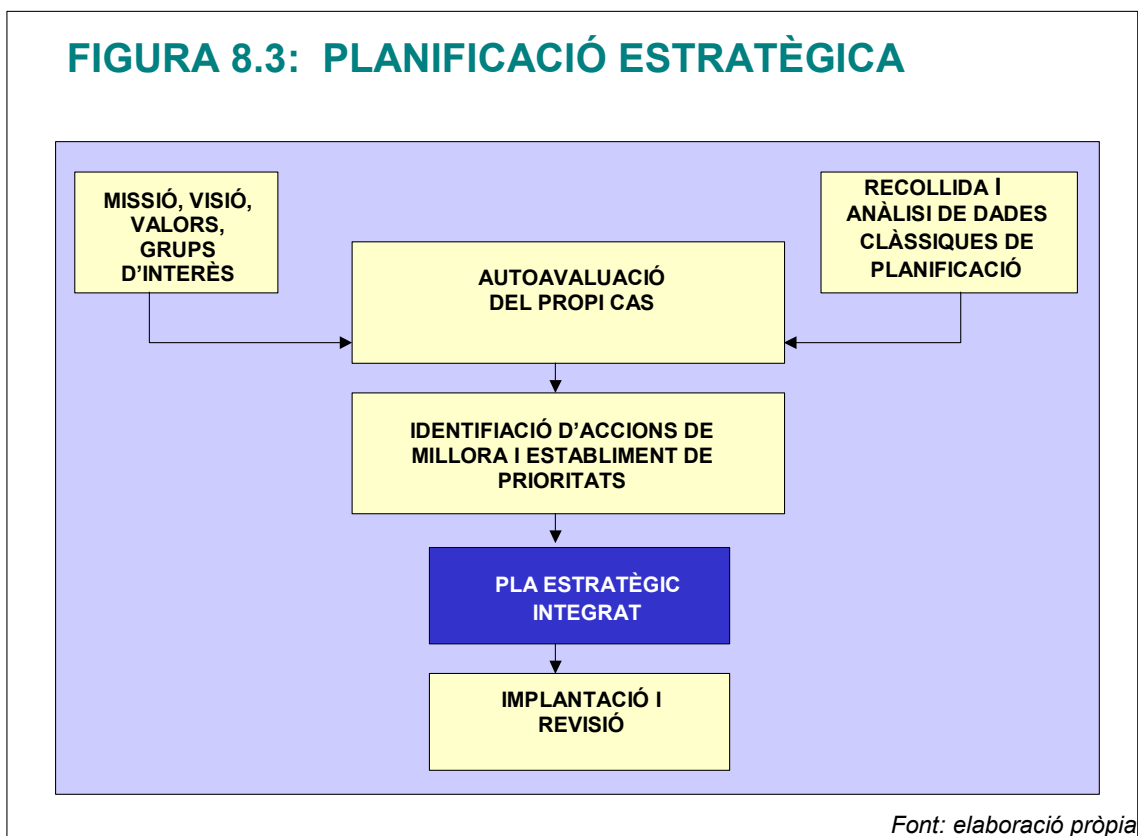 FIGURA 8.3: PLANIFICACIÓ ESTRATÈGICA
MISSIÓ, VISIÓ,
VALORS,
GRUPS
D’INTERÈS
RECOLLIDA I
ANÀLISI DE DADES
CLÀSSIQUES DE
PLANIFICACIÓ
AUTOAVALUACIÓ
DEL PROPI CAS
IDENTIFIACIÓ D’ACCIONS DE
MILLORA I ESTABLIMENT DE
PRIORITATS
PLA ESTRATÈGIC
INTEGRAT
IMPLANTACIÓ I
REVISIÓ
Font: elaboració pròpia